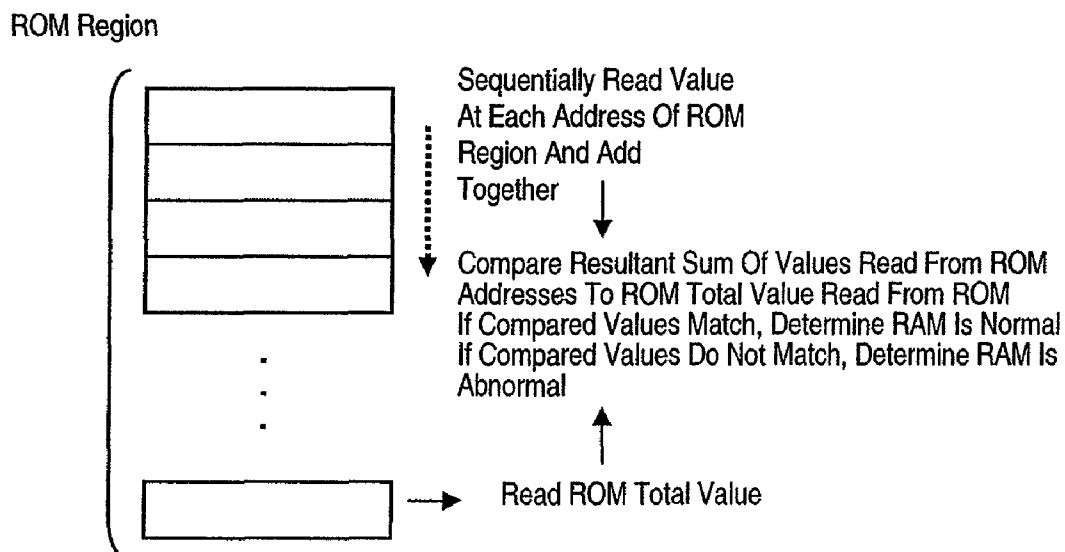 ROM Region
Sequentially Read Value
At Each Address Of ROM
Region And Add
Together
Compare Resultant Sum Of Values Read From ROM
Addresses To ROM Total Value Read From ROM
If Compared Values Match, Determine RAM Is Normal
If Compared Values Do Not Match, Determine RAM Is
Abnormal
Read ROM Total Value